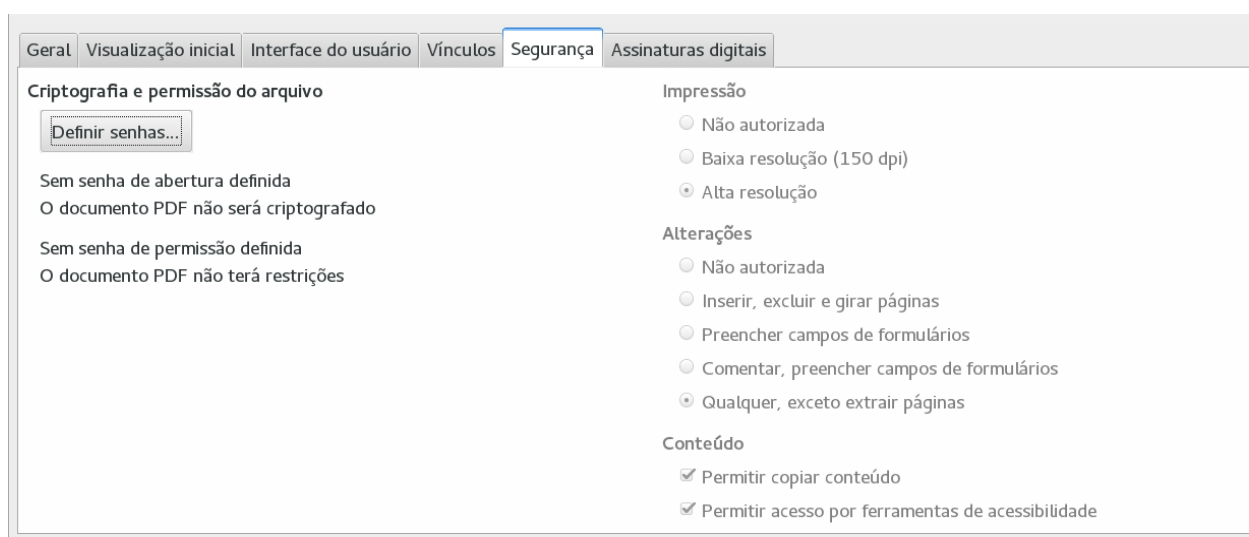 Geral Visualização inicial Interface do usuário Vínculos Segurança Assinaturas digitais
Criptografia e permissão do arquivo
Definir senhas...
Sem senha de abertura definida
O documento PDF não será criptografado
Sem senha de permissão definida
O documento PDF não terá restrições
Impressão
Não autorizada
Baixa resolução (150 dpi)
Alta resolução
Alterações
Não autorizada
Inserir, excluir e girar páginas
Preencher campos de formulários
Comentar, preencher campos de formulários
Qualquer, exceto extrair páginas
Conteúdo
Permitir copiar conteúdo
Permitir acesso por ferramentas de acessibilidade